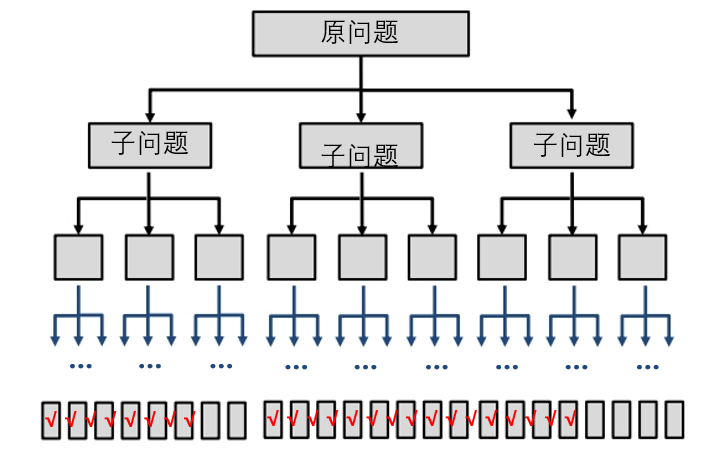 原问题
子问题 子问题 子问题
... ... ... ... ... ... ... ... ...
√ √ √ √ √ √ √ √ √ √ √ √ √ √ √ √ √ √ √ √ √ √ √ √